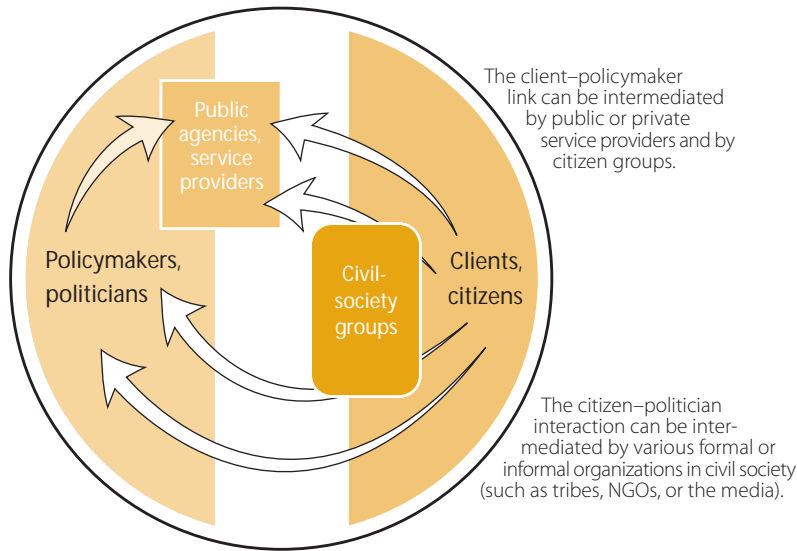 The client–policymaker
link can be intermediated
by public or private
service providers and by
citizen groups.
Public
agencies,
service
providers
Policymakers,
politicians
Civil-
society
groups
Clients,
citizens
The citizen–politician
interaction can be inter-
mediated by various formal or
informal organizations in civil society
(such as tribes, NGOs, or the media).